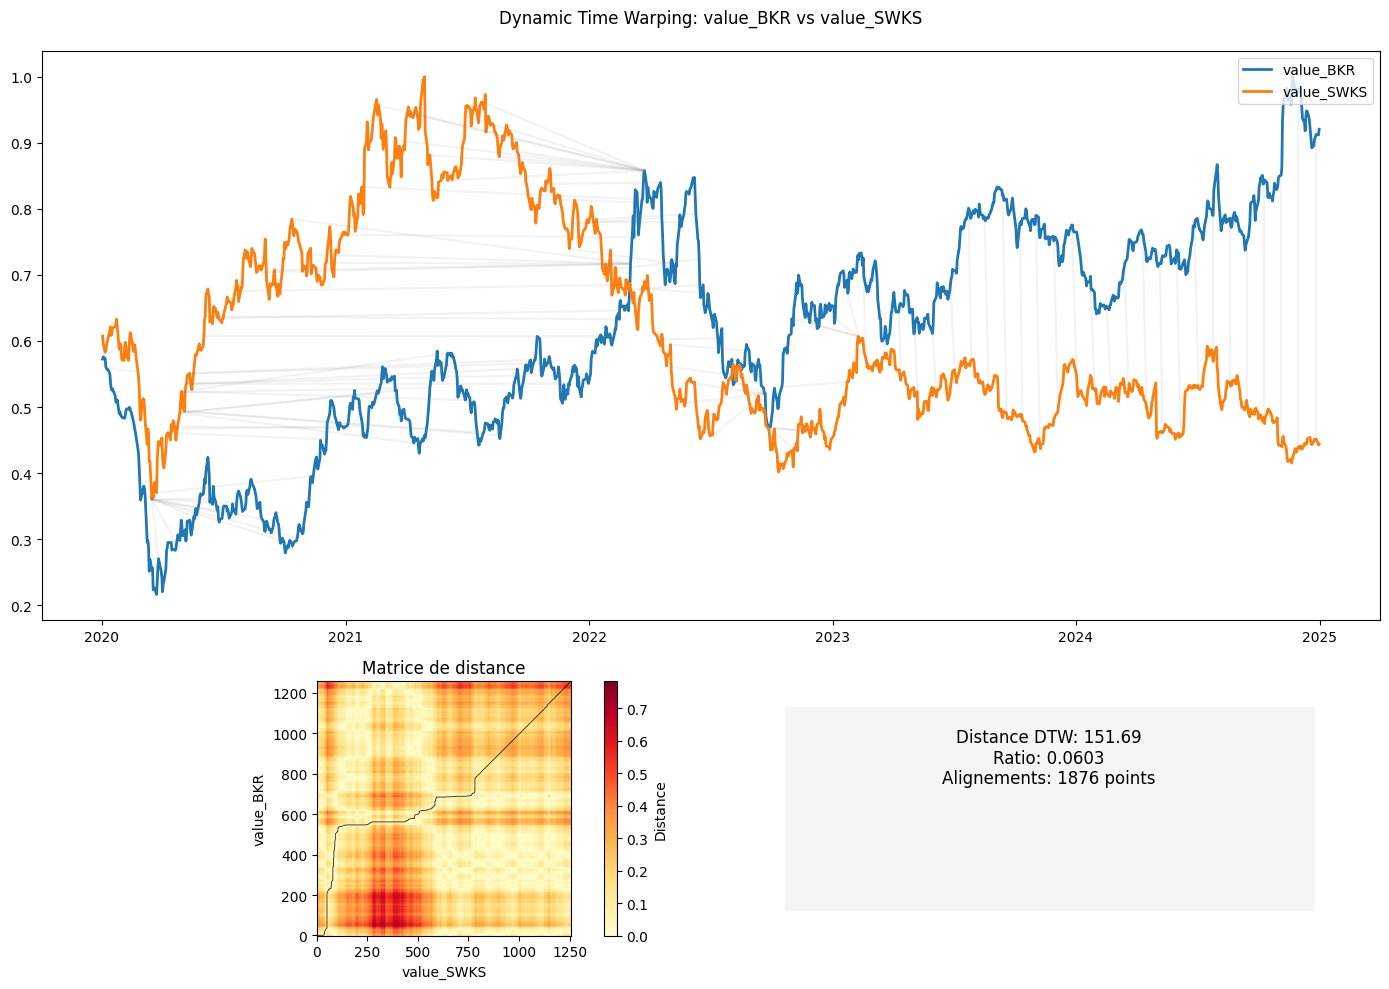 Dynamic Time Warping: value_BKR vs value_SWKS
1.0
0.9
0.8
0.7
0.6
0.5
0.4
0.3
0.2
value_BKR
value_SWKS
2020 2021 2022 2023 2024 2025
Matrice de distance
value_BKR
1200
1000
800
600
400
200
0
0 250 500 750 1000 1250
value_SWKS
0.7
0.6
0.5
0.4
0.3
0.2
0.1
0.0
Distance
Distance DTW: 151.69
Ratio: 0.0603
Alignements: 1876 points